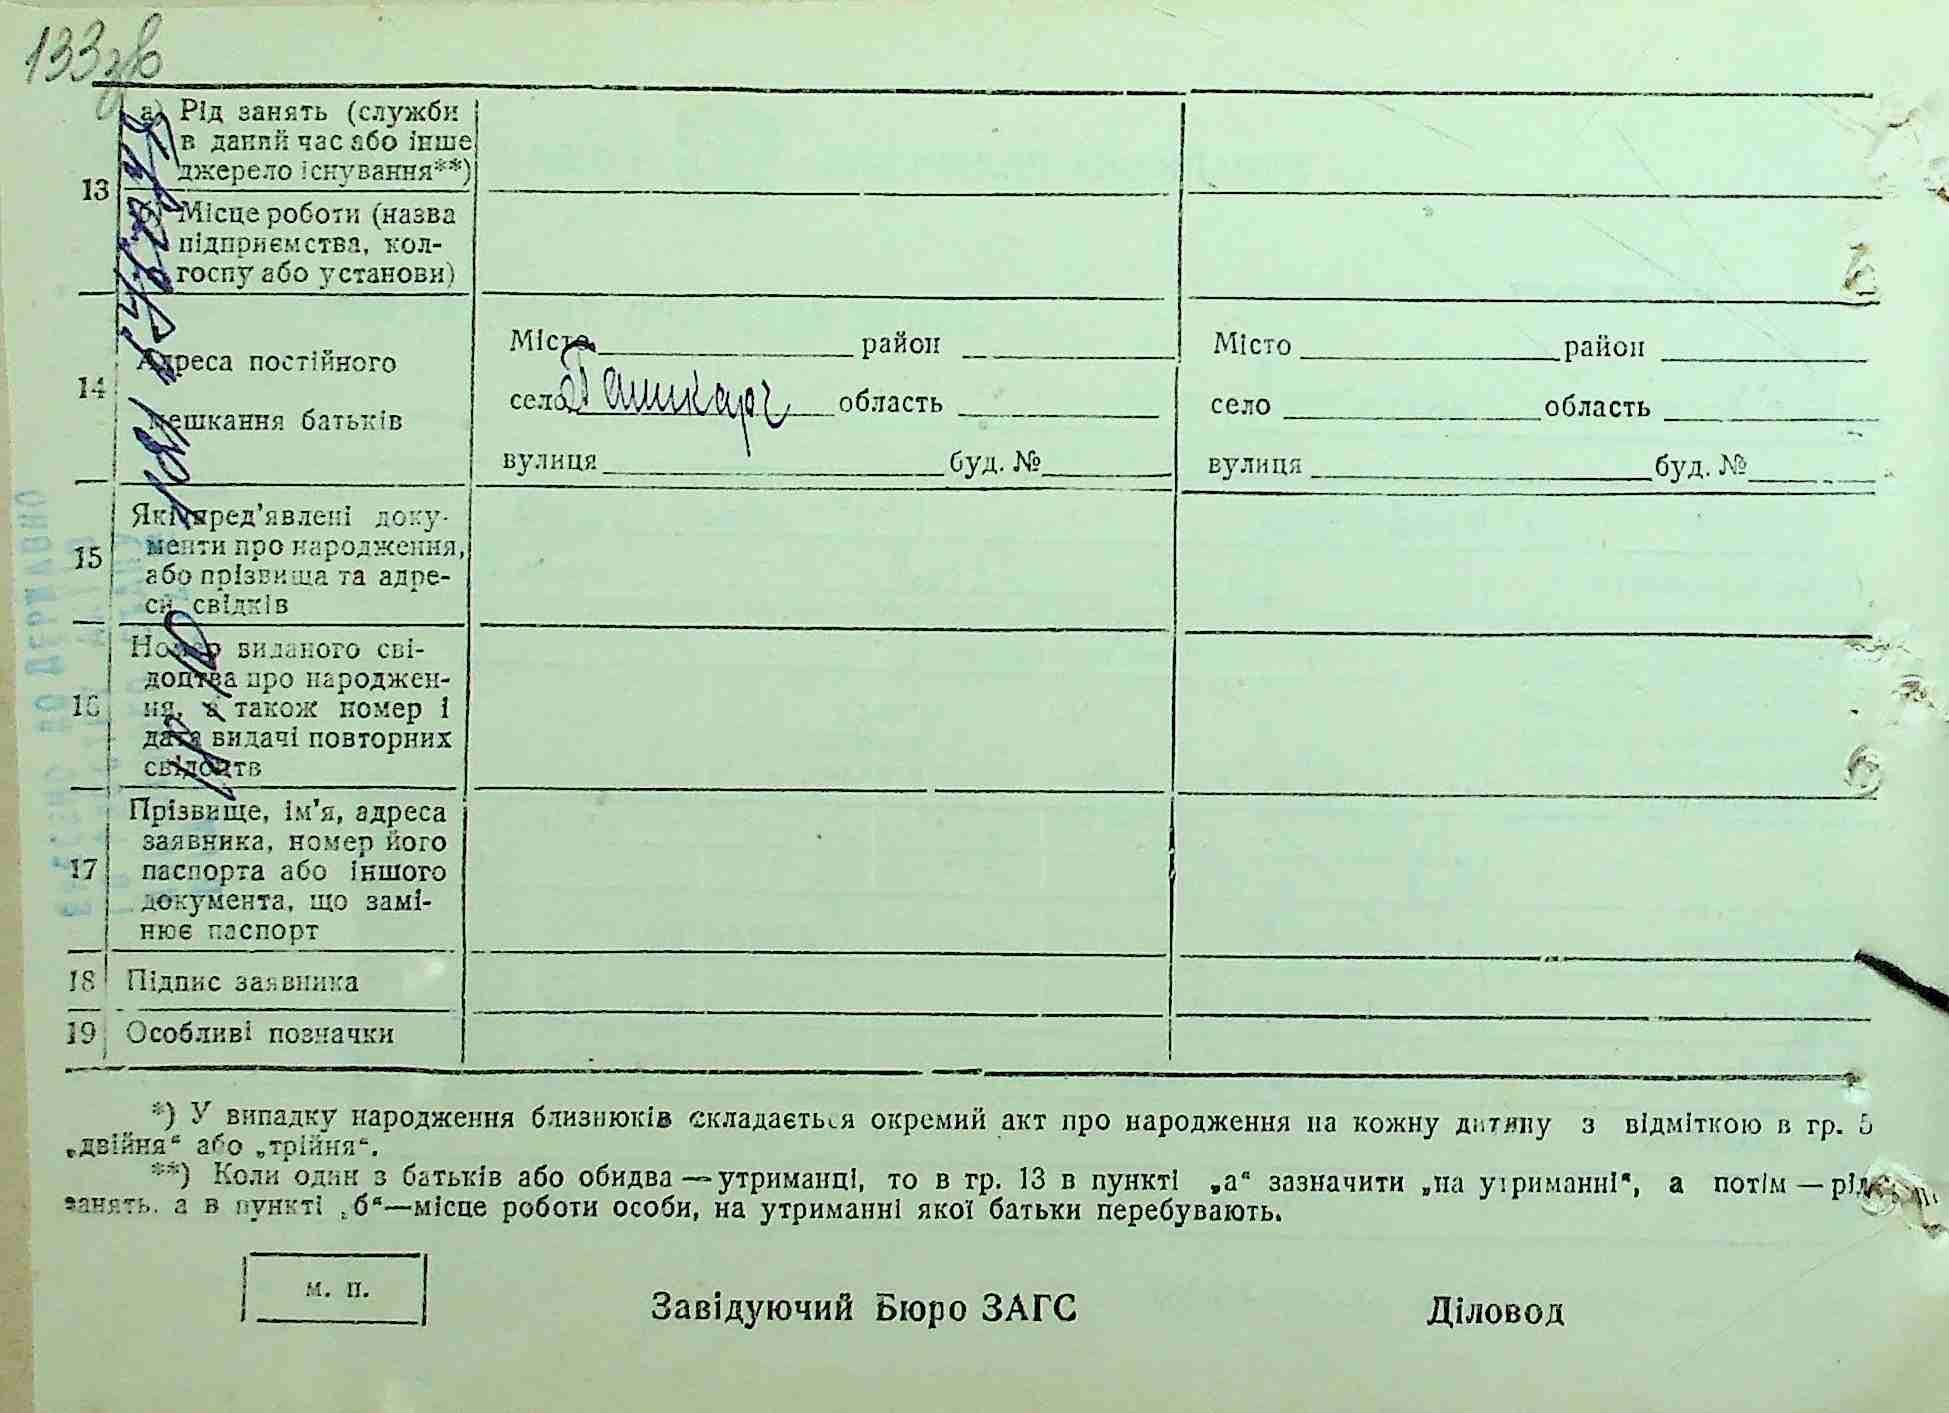 133зв
13
а) Рід занять (служби
в даний час або інше
джерело існування**)
б) Місце роботи (назва
підприємства, кол-
госпу або установи)
14
Адреса постійного
мешкання батьків
Місто район
село область
вулиця буд. №
Місто район
село область
вулиця буд. №
15
Які пред’явлені доку-
менти про народження,
або прізвища та адре-
си свідків
16
Номер виданого сві-
доцтва про народжен-
ня, а також номер і
дата видачі повторних
свідоцтв
17
Прізвище, ім’я, адреса
заявника, номер його
паспорта або іншого
документа, що замі-
нює паспорт
18 Підпис заявника
19 Особливі позначки
*) У випадку народження близнюків складається окремий акт про народження на кожну дитину з відміткою в гр. 5
„двійня“ або „трійня“.
**) Коли один з батьків або обидва — утриманці, то в гр. 13 в пункті „а“ зазначити „на утриманні“, а потім — рід
занять, а в пункті „б“—місце роботи особи, на утриманні якої батьки перебувають.
м. п.
Завідуючий Бюро ЗАГС Діловод